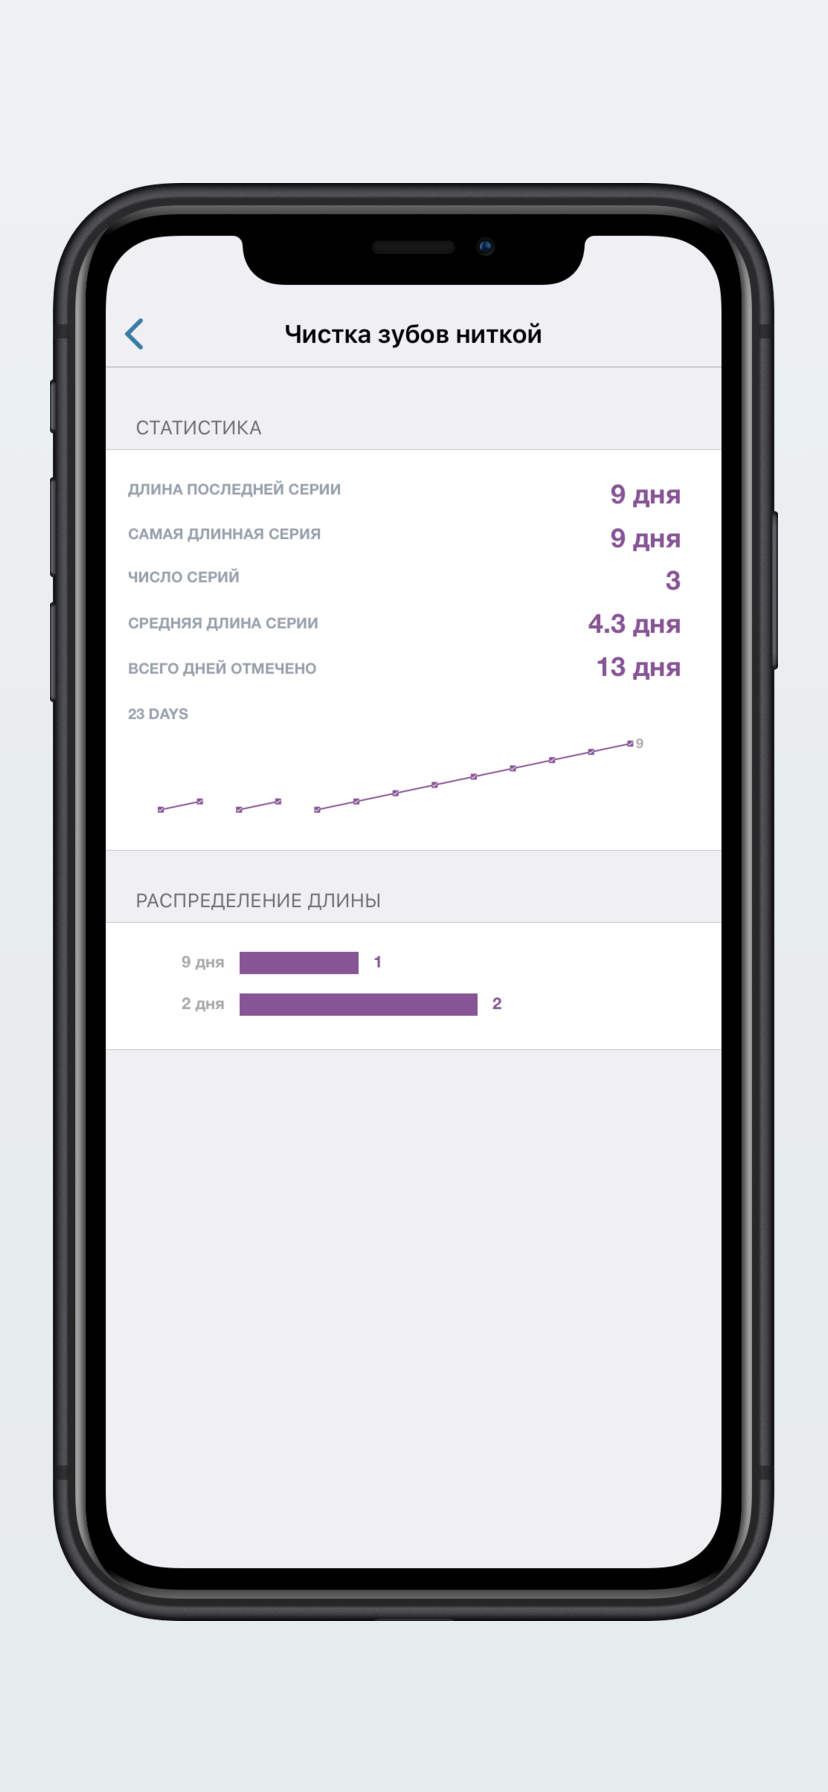 Чистка зубов ниткой
СТАТИСТИКА
ДЛИНА ПОСЛЕДНЕЙ СЕРИИ 9 дня
САМАЯ ДЛИННАЯ СЕРИЯ 9 дня
ЧИСЛО СЕРИЙ 3
СРЕДНЯЯ ДЛИНА СЕРИИ 4.3 дня
ВСЕГО ДНЕЙ ОТМЕЧЕНО 13 дня
23 DAYS
9
РАСПРЕДЕЛЕНИЕ ДЛИНЫ
9 дня 1
2 дня 2